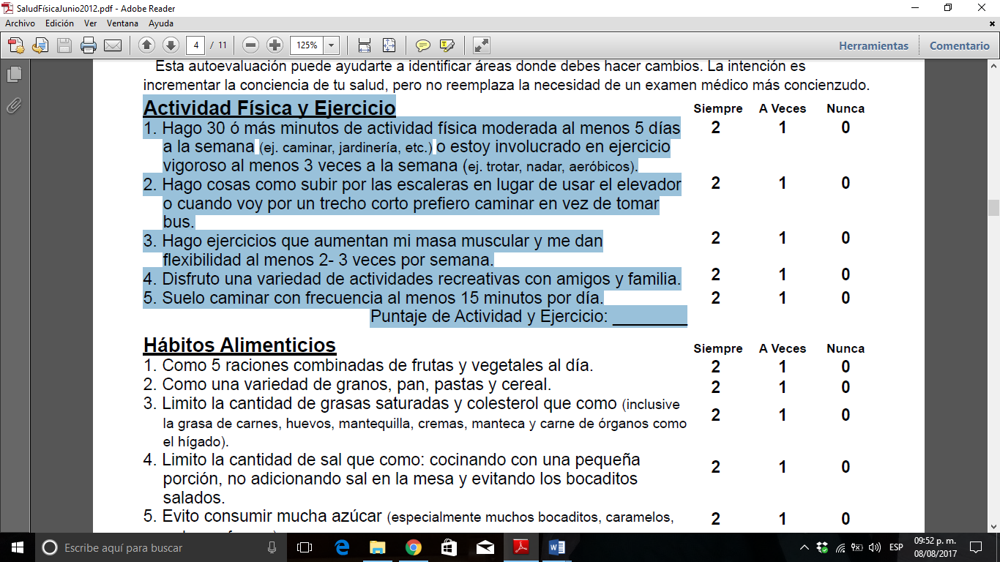 SaludFísicaJunio2012.pdf - Adobe Reader
Archivo Edición Ver Ventana Ayuda
4 / 11 125% Herramientas Comentario
Esta autoevaluación puede ayudarte a identificar áreas donde debes hacer cambios. La intención es
incrementar la conciencia de tu salud, pero no reemplaza la necesidad de un examen médico más concienzudo.
Actividad Física y Ejercicio Siempre A Veces Nunca
1. Hago 30 ó más minutos de actividad física moderada al menos 5 días 2 1 0
a la semana (ej. caminar, jardinería, etc.) o estoy involucrado en ejercicio
vigoroso al menos 3 veces a la semana (ej. trotar, nadar, aeróbicos).
2. Hago cosas como subir por las escaleras en lugar de usar el elevador 2 1 0
o cuando voy por un trecho corto prefiero caminar en vez de tomar
bus.
3. Hago ejercicios que aumentan mi masa muscular y me dan 2 1 0
flexibilidad al menos 2- 3 veces por semana.
4. Disfruto una variedad de actividades recreativas con amigos y familia. 2 1 0
5. Suelo caminar con frecuencia al menos 15 minutos por día. 2 1 0
Puntaje de Actividad y Ejercicio: ________
Hábitos Alimenticios Siempre A Veces Nunca
1. Como 5 raciones combinadas de frutas y vegetales al día. 2 1 0
2. Como una variedad de granos, pan, pastas y cereal. 2 1 0
3. Limito la cantidad de grasas saturadas y colesterol que como (inclusive 2 1 0
la grasa de carnes, huevos, mantequilla, cremas, manteca y carne de órganos como
el hígado).
4. Limito la cantidad de sal que como: cocinando con una pequeña 2 1 0
porción, no adicionando sal en la mesa y evitando los bocaditos
salados.
5. Evito consumir mucha azúcar (especialmente muchos bocaditos, caramelos, 2 1 0
Escribe aquí para buscar ESP 09:52 p. m.
08/08/2017